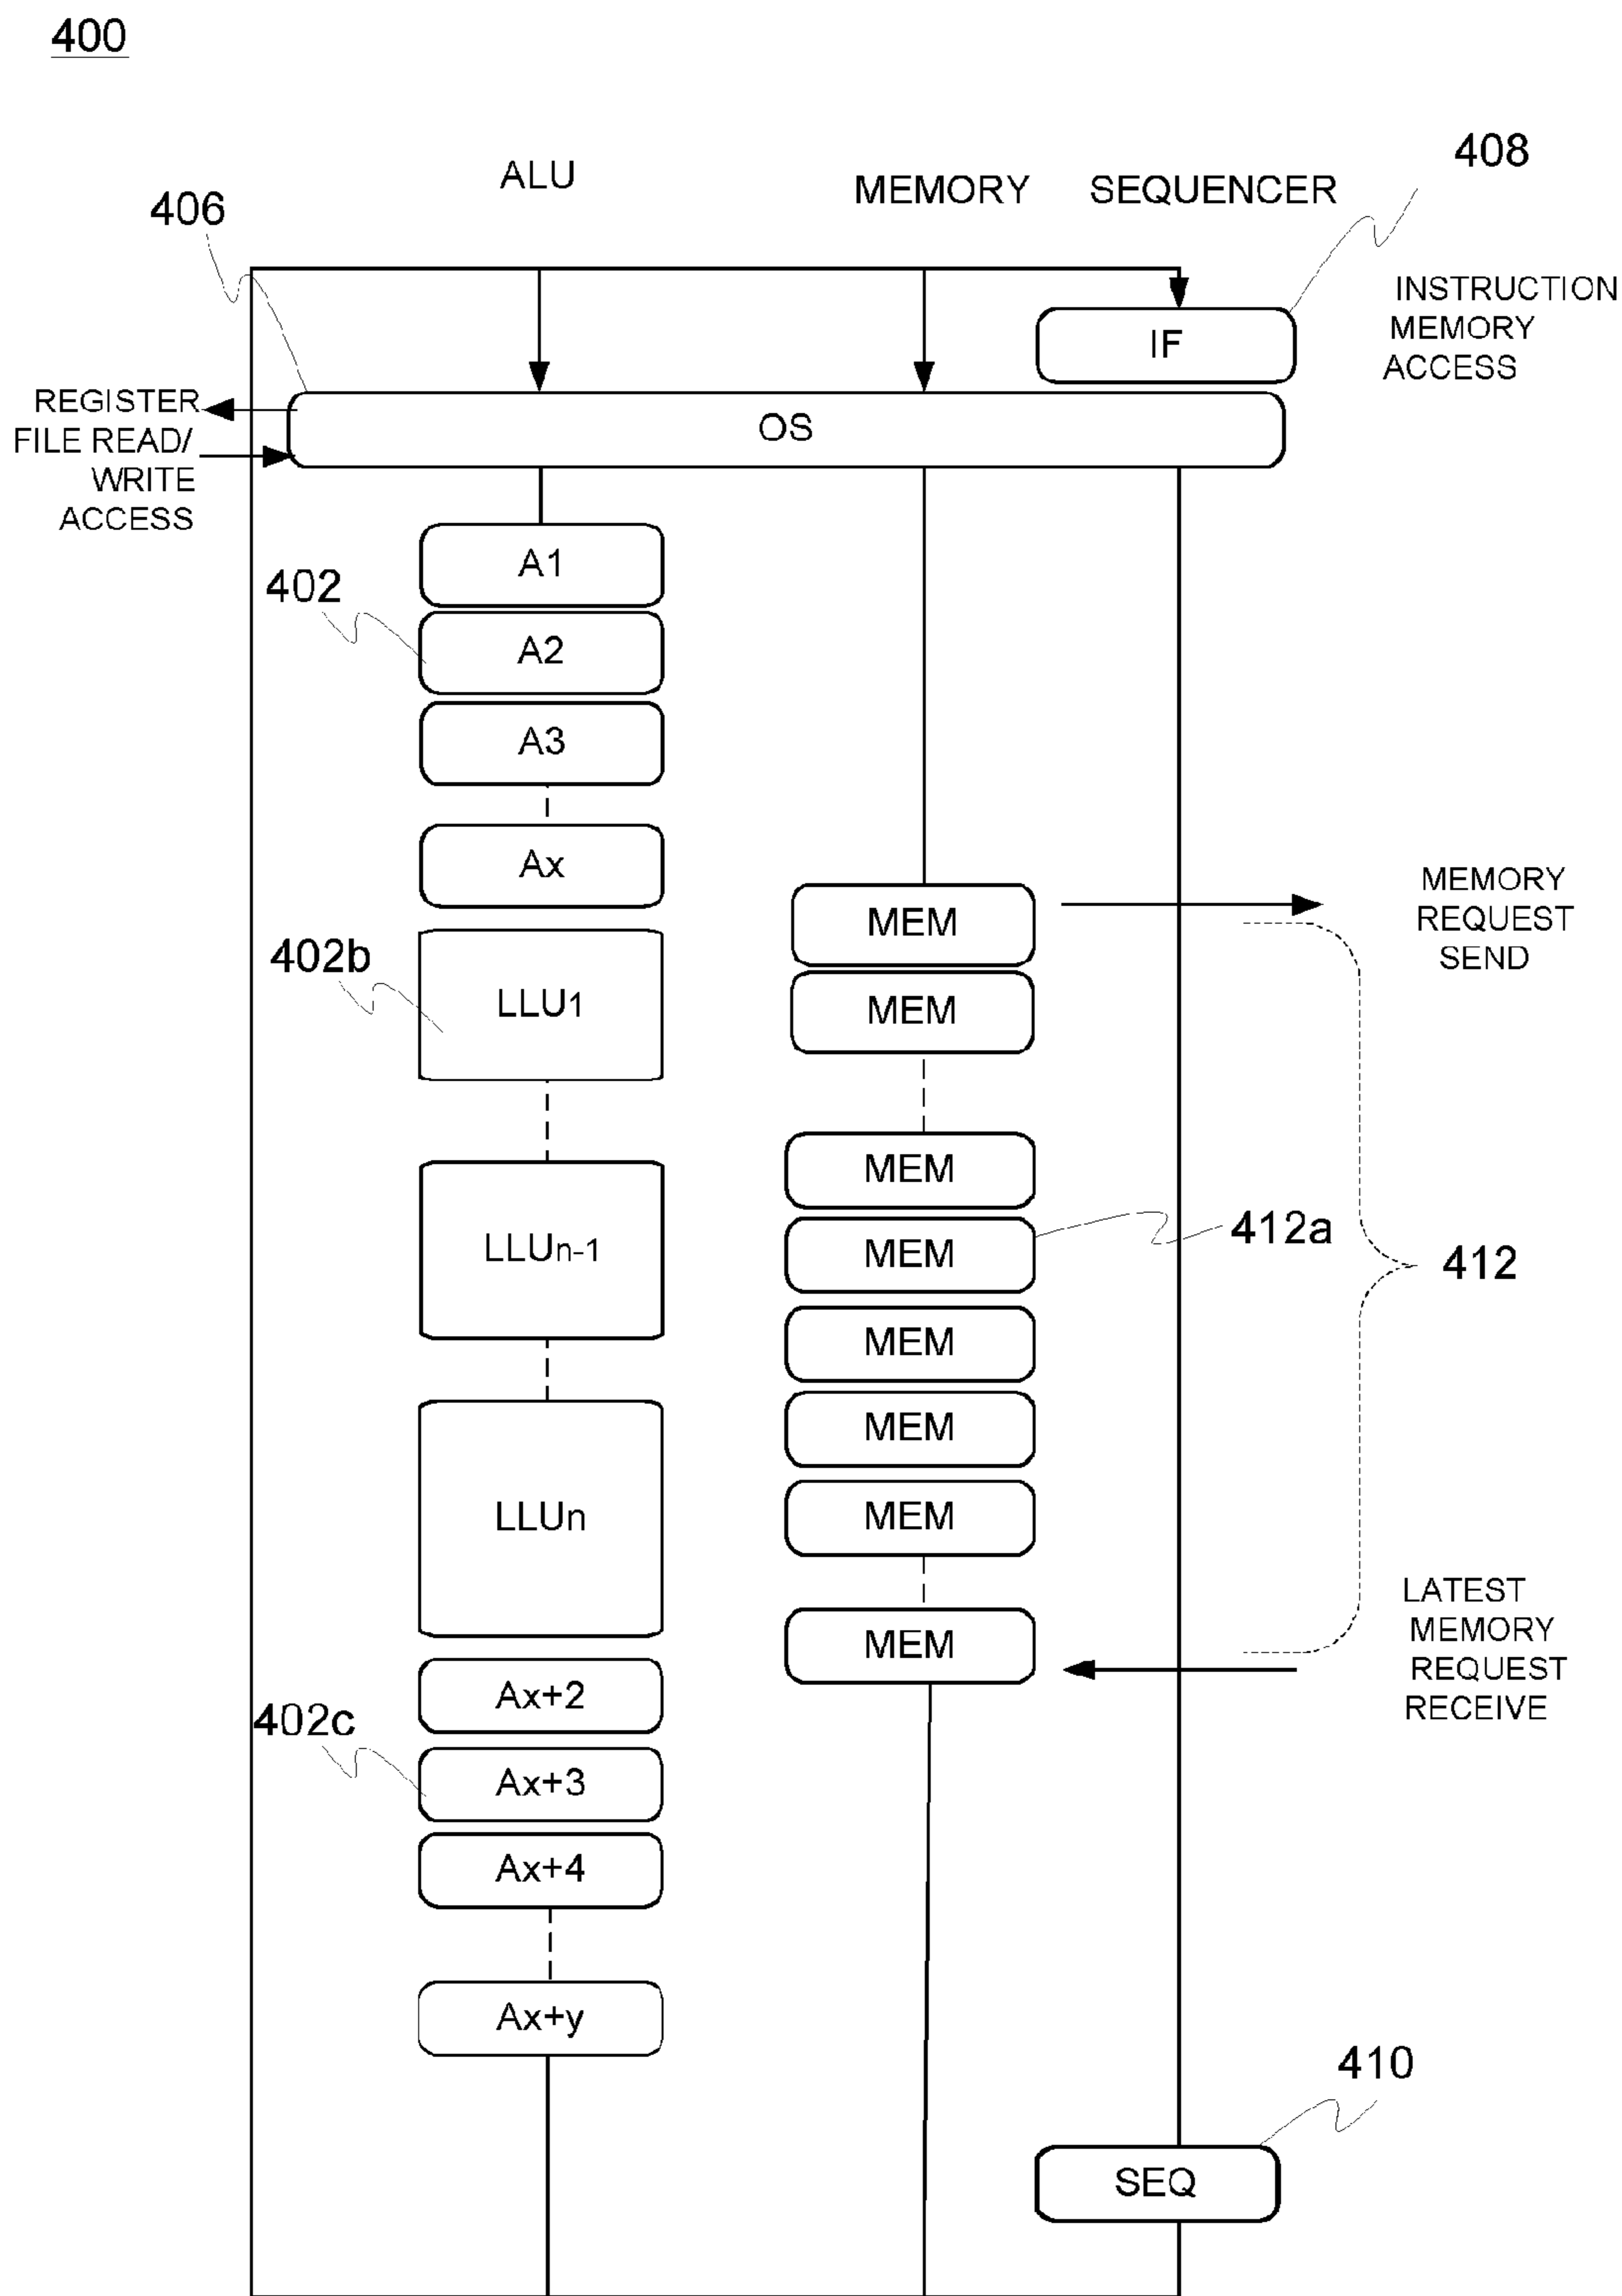 400
408
ALU
MEMORY
SEQUENCER
406
INSTRUCTION
MEMORY
ACCESS
IF
REGISTER
FILE READ/
WRITE
ACCESS
OS
A1
402
A2
A3
Ax
MEMORY
REQUEST
SEND
MEM
402b
LLU1
MEM
MEM
LLUn-1
MEM
412a
412
MEM
MEM
LLUn
MEM
LATEST
MEMORY
REQUEST
RECEIVE
MEM
Ax+2
402c
Ax+3
Ax+4
Ax+y
410
SEQ